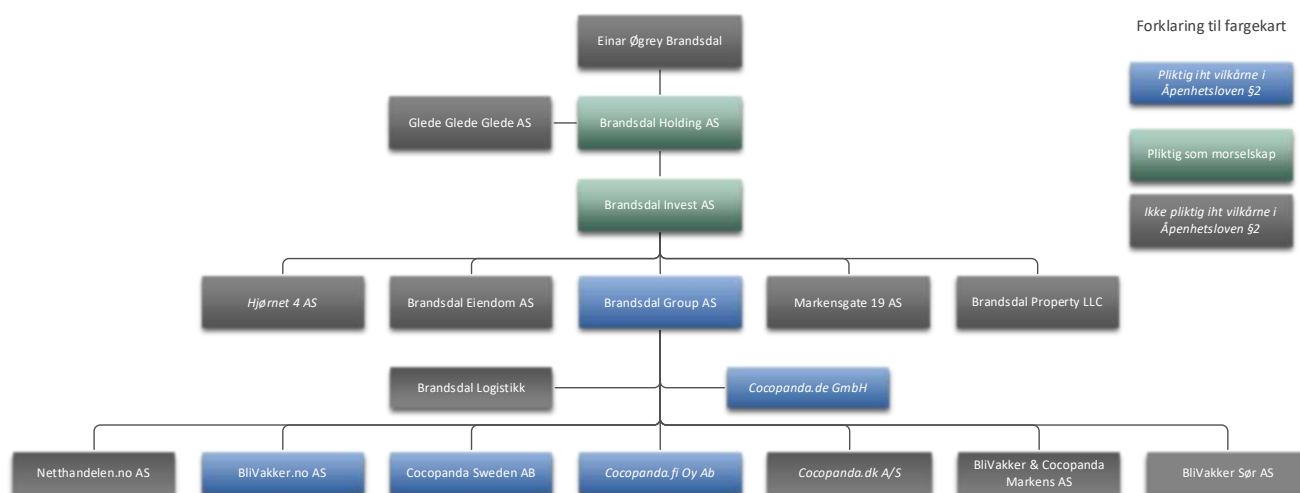 Forklaring til fargekart
Einar Øgrey Brandsdal
Pliktig iht vilkårne i
Åpenhetsloven §2
Glede Glede Glede AS
Brandsdal Holding AS
Pliktig som morselskap
Brandsdal Invest AS
Ikke pliktig iht vilkårne i
Åpenhetsloven §2
Hjørnet 4 AS
Brandsdal Eiendom AS
Brandsdal Group AS
Markensgate 19 AS
Brandsdal Property LLC
Brandsdal Logistikk
Cocopanda.de GmbH
Netthandelen.no AS
BliVakker.no AS
Cocopanda Sweden AB
Cocopanda.fi Oy Ab
Cocopanda.dk A/S
BliVakker & Cocopanda
Markens AS
BliVakker Sør AS